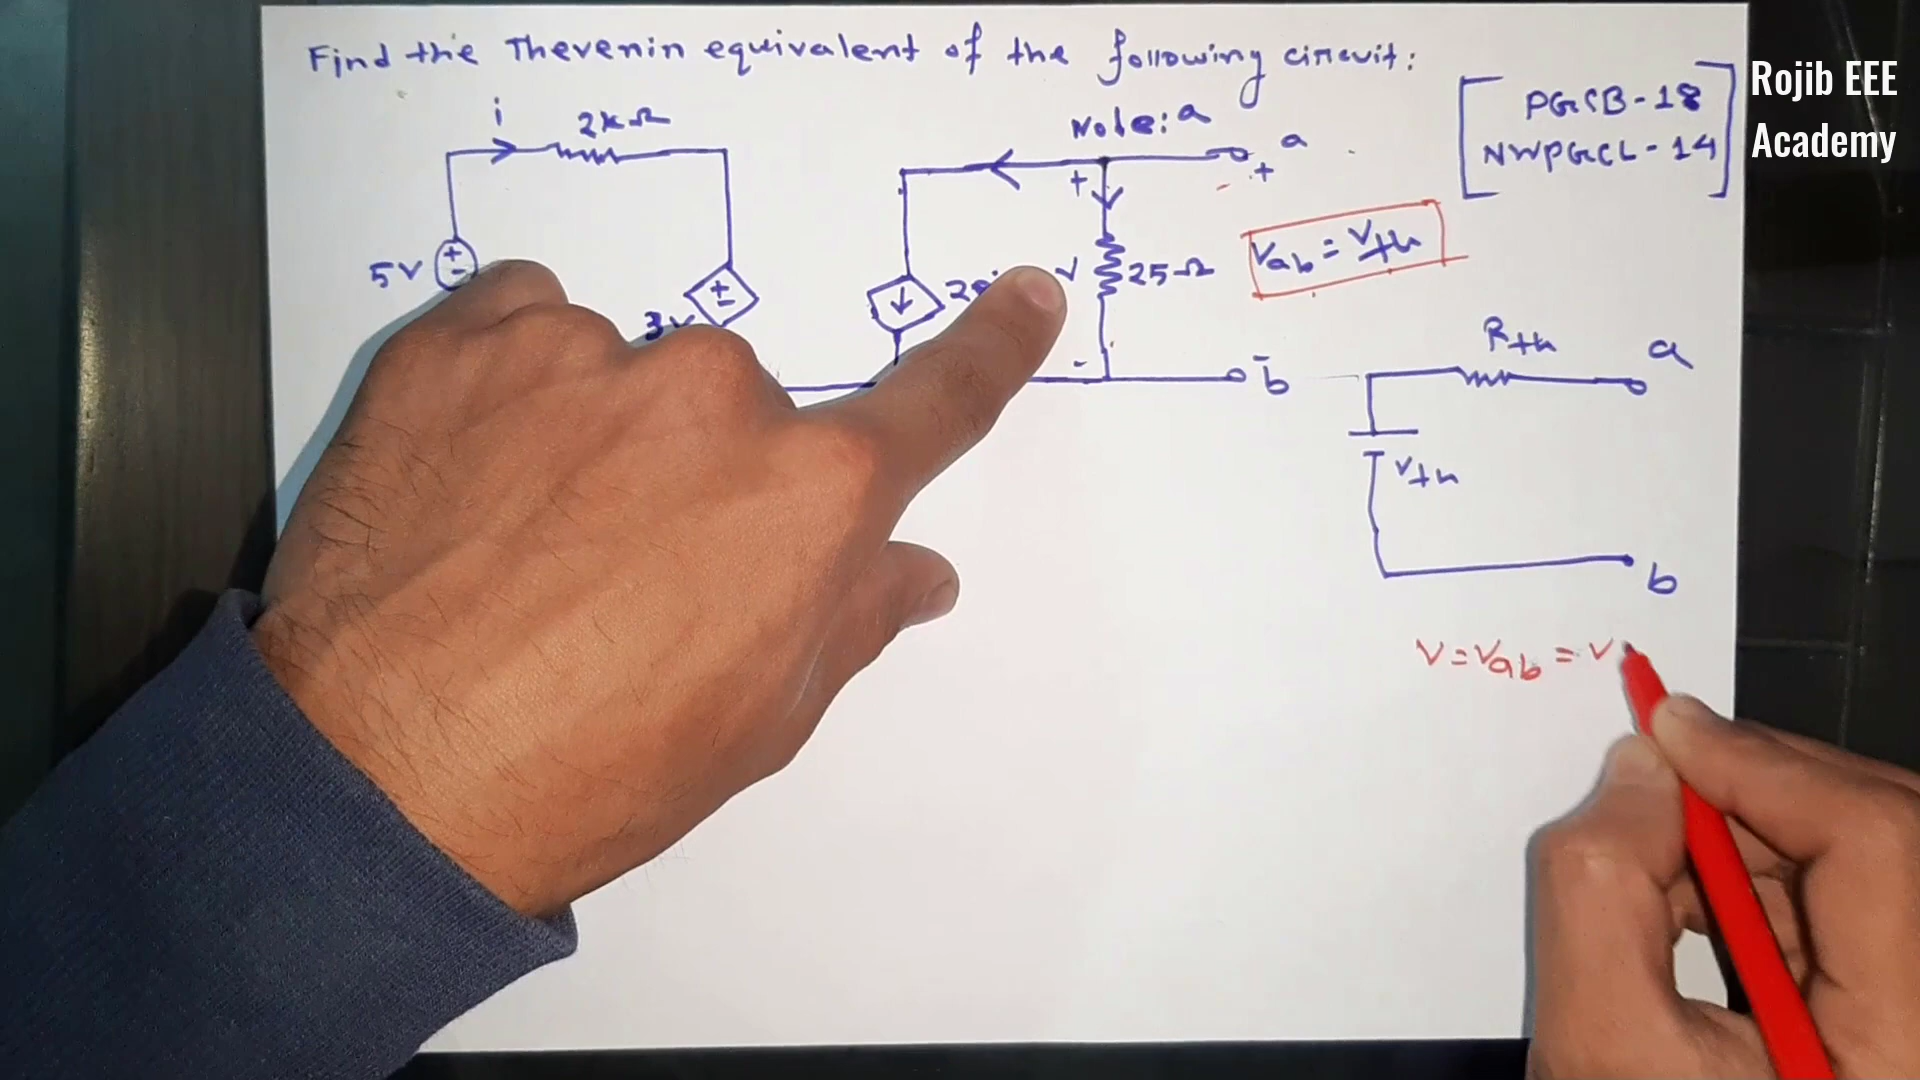 Find the Thevenin equivalent of the following circuit:
Rojib EEE
Academy
PGCB-18
NWPGCL-14
i
2kΩ
Node: a
a
+
+
5V
+
-
+
-
3v
V
25Ω
Vab = Vth
-
-
b
Rth
a
Vth
b
V = Vab = V